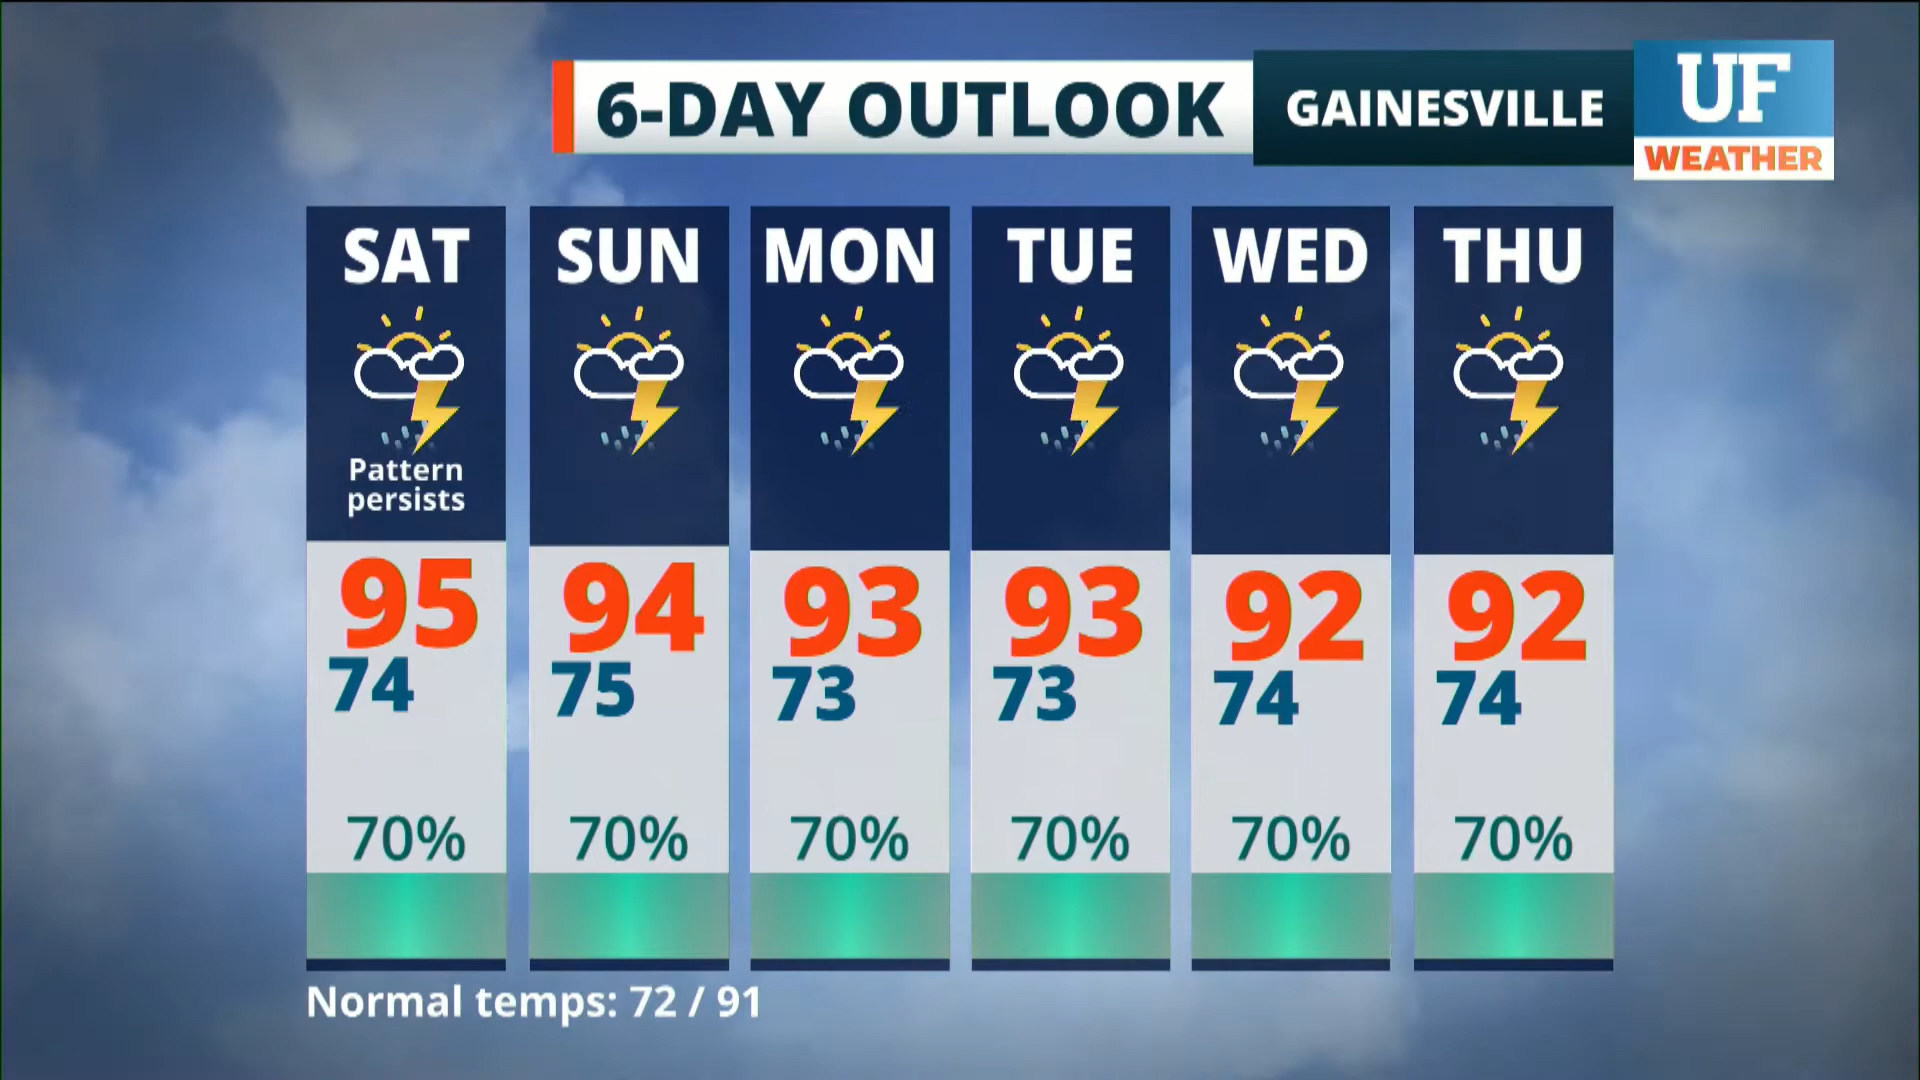 6-DAY OUTLOOK
GAINESVILLE
UF
WEATHER
SAT
SUN
MON
TUE
WED
THU
Pattern
persists
95
94
93
93
92
92
74
75
73
73
74
74
70%
70%
70%
70%
70%
70%
Normal temps: 72 / 91